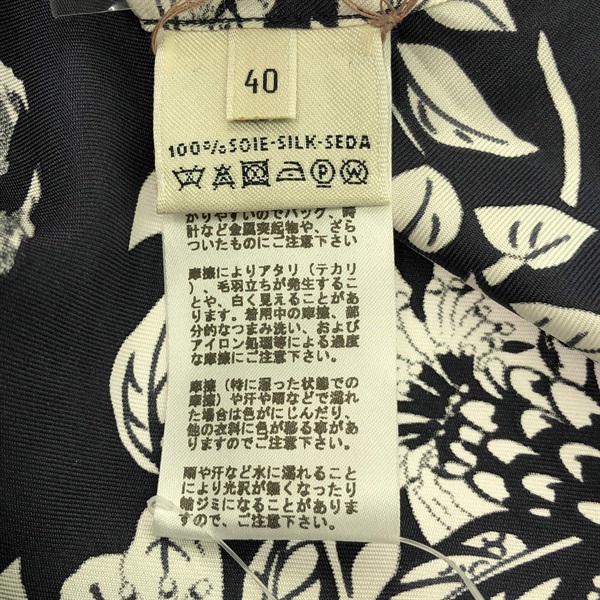 40
100% SOIE-SILK-SEDA
P W
かりやすいのでバッグ、時
計など金属突起物や、ざら
ついたものにご注意下さい
摩擦によりアタリ(テカリ
)、毛羽立ちが発生するこ
とや、白く見えることがあ
ります。着用中の摩擦、部
分的なつまみ洗い、および
アイロン処理等による過度
な摩擦にご注意下さい。
摩擦(特に湿った状態での
摩擦)や汗や雨などで濡れ
た場合は色がにじんだり、
他の衣料に色が移る事があ
りますのでご注意下さい。
雨や汗など水に濡れること
により光沢が無くなったり
輪ジミになることがありま
すので、ご注意下さい。